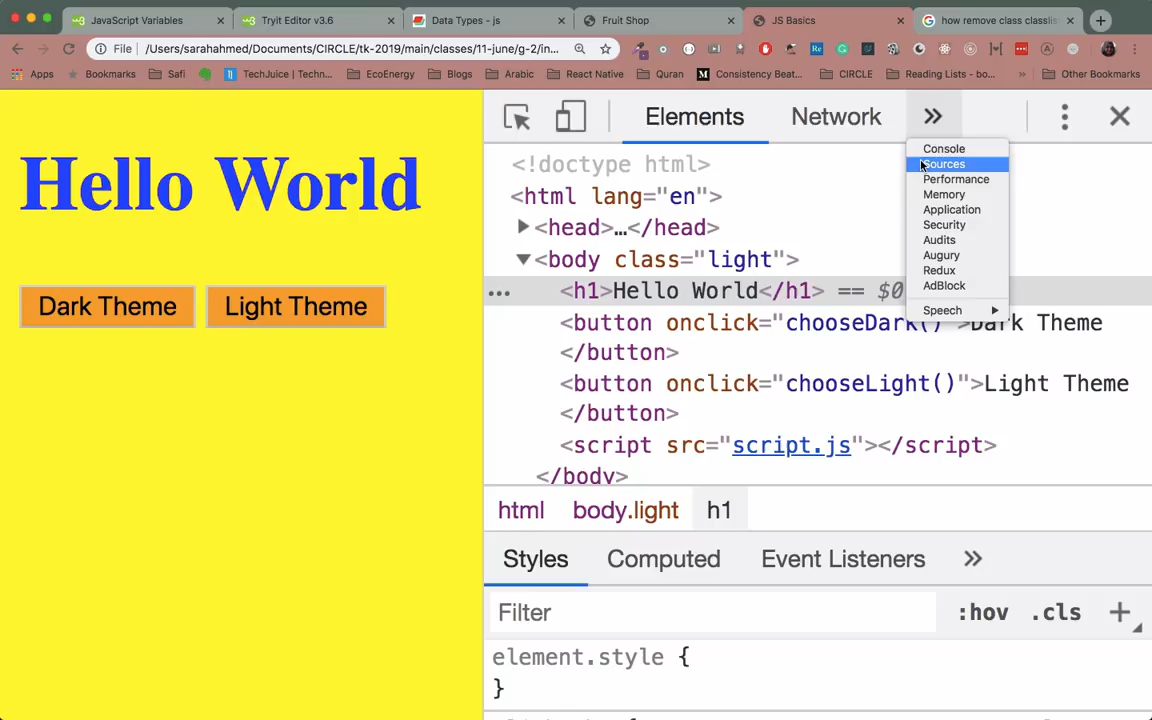 JavaScript Variables
Tryit Editor v3.6
Data Types - js
Fruit Shop
JS Basics
how remove class classlis
File
/Users/sarahahmed/Documents/CIRCLE/tk-2019/main/classes/11-june/g-2/in...
Apps
Bookmarks
Safi
TechJuice | Techn...
EcoEnergy
Blogs
Arabic
React Native
Quran
Consistency Beat...
CIRCLE
Reading Lists - bo...
Other Bookmarks
Hello World
Dark Theme
Light Theme
Elements
Network
Console
Sources
Performance
Memory
Application
Security
Audits
Augury
Redux
AdBlock
Speech
<!doctype html>
<html lang="en">
<head>…</head>
<body class="light">
<h1>Hello World</h1> == $0
<button onclick="chooseDark()">Dark Theme
</button>
<button onclick="chooseLight()">Light Theme
</button>
<script src="script.js"></script>
</body>
html
body.light
h1
Styles
Computed
Event Listeners
Filter
:hov
.cls
element.style {
}